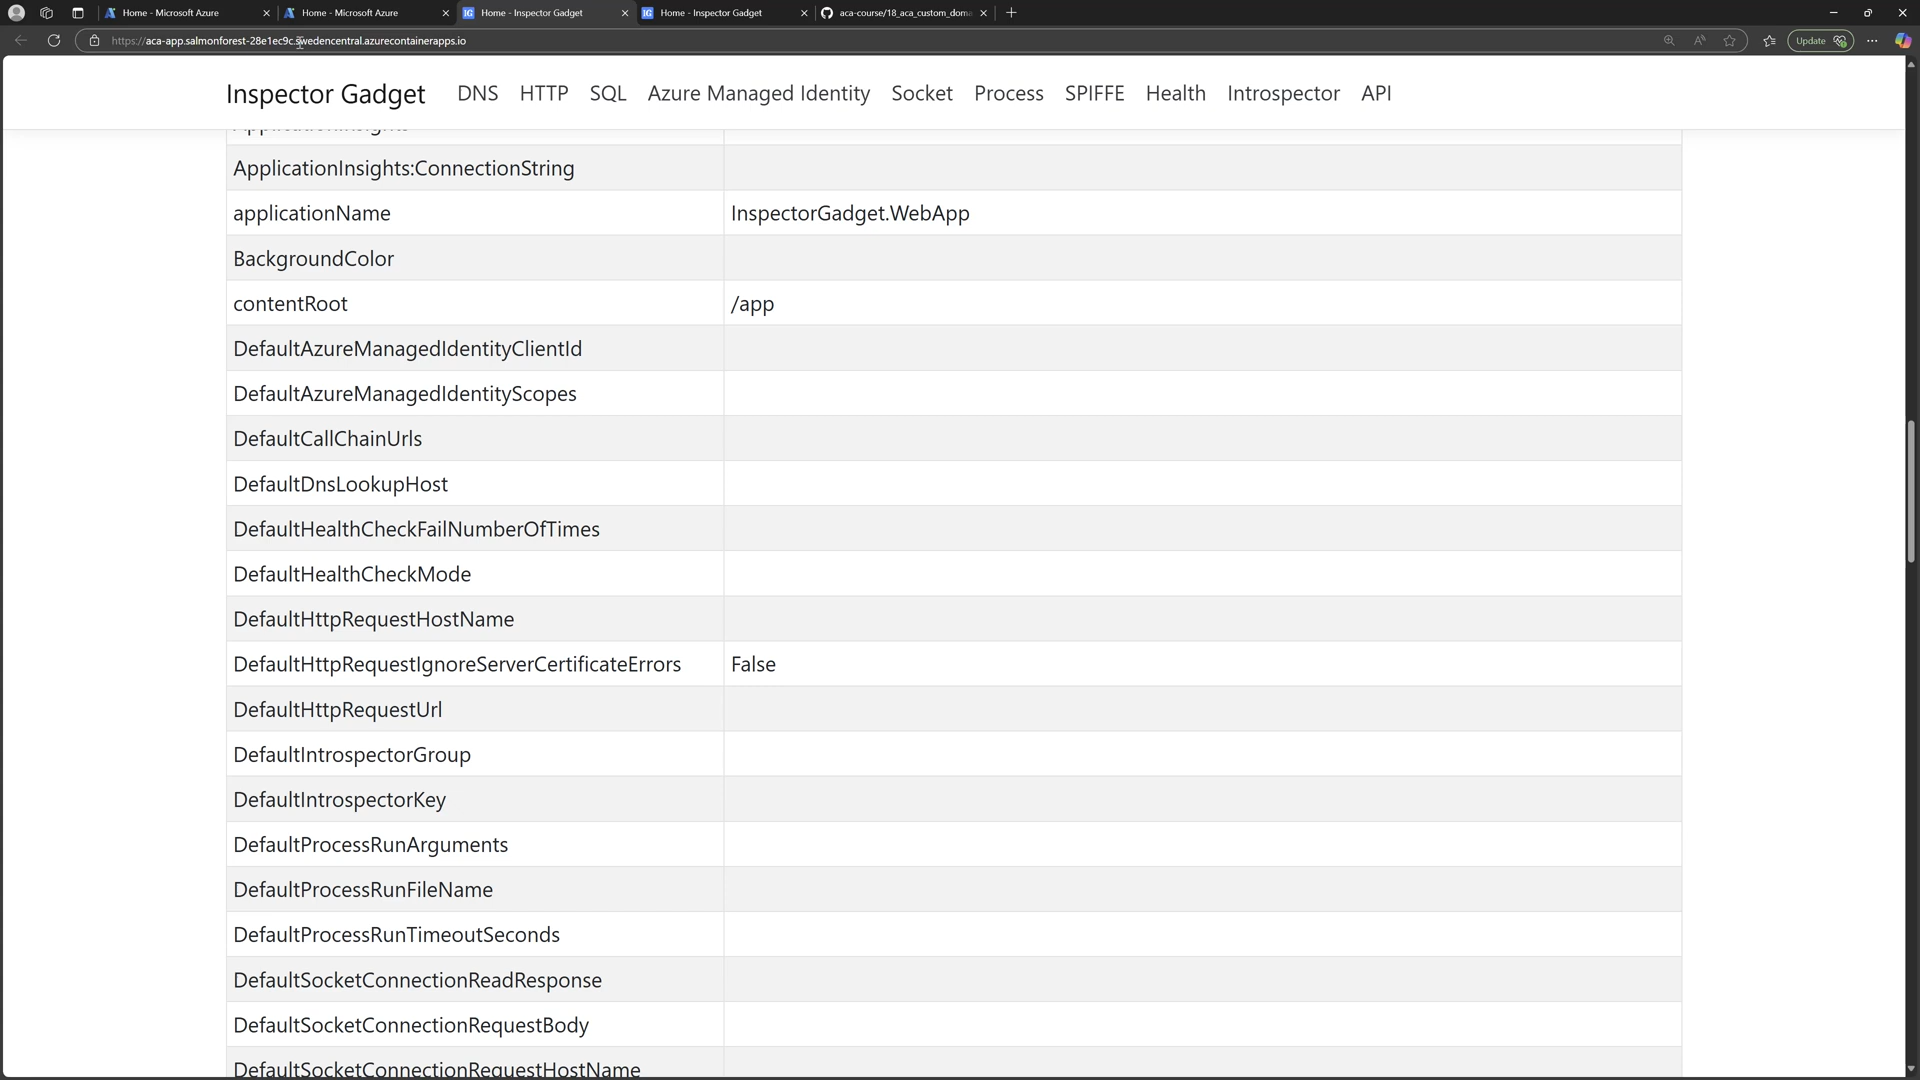 Home - Microsoft Azure
Home - Microsoft Azure
Home - Inspector Gadget
Home - Inspector Gadget
aca-course/18_aca_custom_doma
https://aca-app.salmonforest-28e1ec9c.swedencentral.azurecontainerapps.io
Update
Inspector Gadget DNS HTTP SQL Azure Managed Identity Socket Process SPIFFE Health Introspector API
ApplicationInsights:ConnectionString
applicationName InspectorGadget.WebApp
BackgroundColor
contentRoot /app
DefaultAzureManagedIdentityClientId
DefaultAzureManagedIdentityScopes
DefaultCallChainUrls
DefaultDnsLookupHost
DefaultHealthCheckFailNumberOfTimes
DefaultHealthCheckMode
DefaultHttpRequestHostName
DefaultHttpRequestIgnoreServerCertificateErrors False
DefaultHttpRequestUrl
DefaultIntrospectorGroup
DefaultIntrospectorKey
DefaultProcessRunArguments
DefaultProcessRunFileName
DefaultProcessRunTimeoutSeconds
DefaultSocketConnectionReadResponse
DefaultSocketConnectionRequestBody
DefaultSocketConnectionRequestHostName